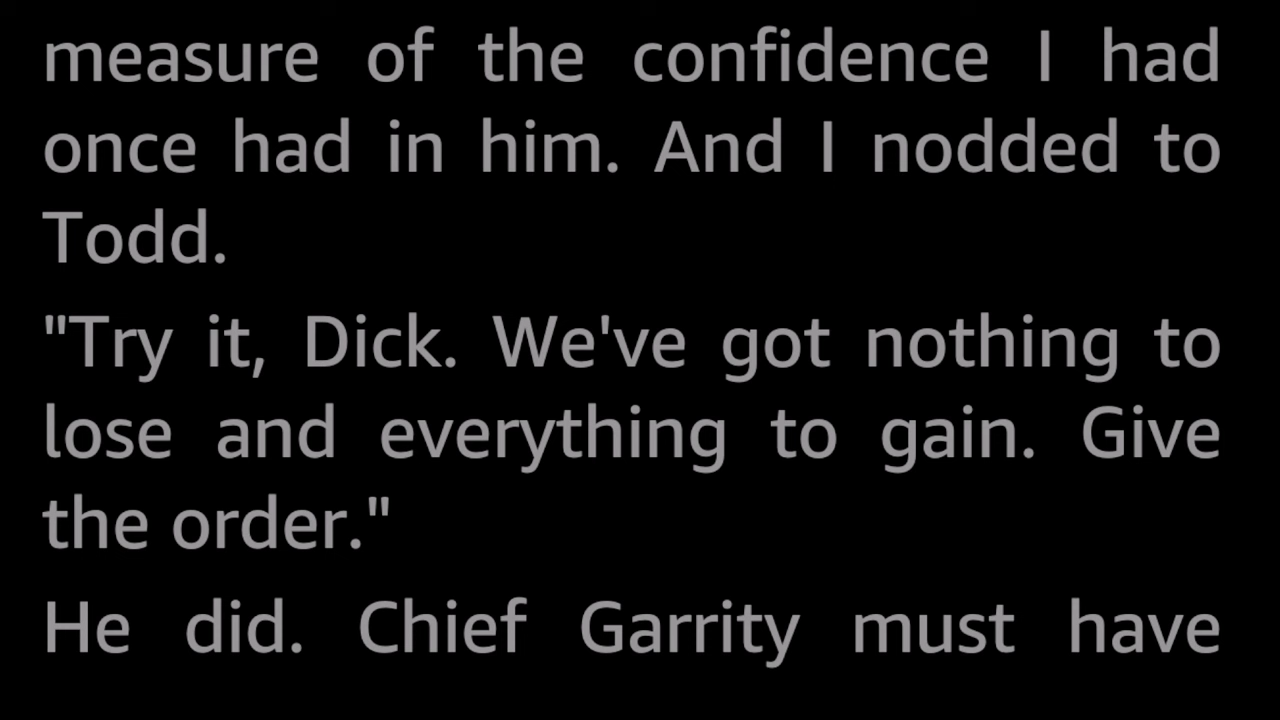 measure of the confidence I had
once had in him. And I nodded to
Todd.
"Try it, Dick. We've got nothing to
lose and everything to gain. Give
the order."
He did. Chief Garrity must have